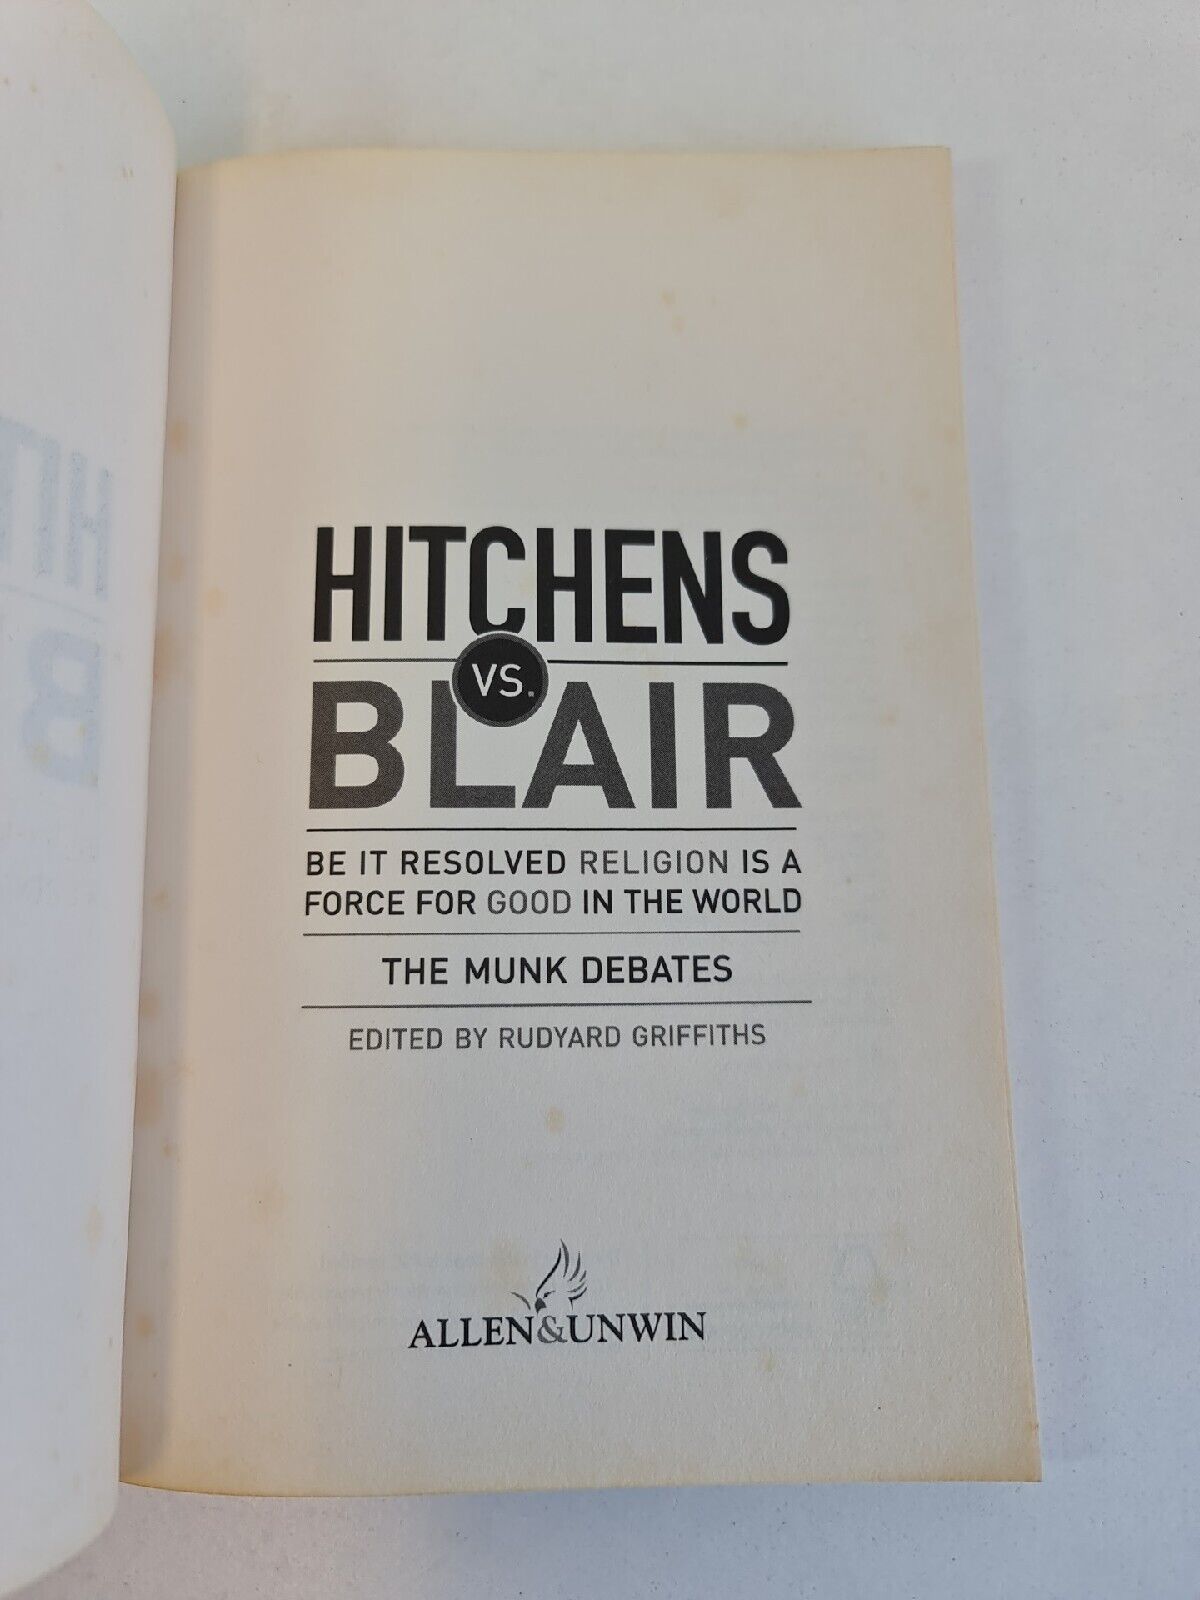 HITCHENS
VS.
BLAIR
BE IT RESOLVED RELIGION IS A
FORCE FOR GOOD IN THE WORLD
THE MUNK DEBATES
EDITED BY RUDYARD GRIFFITHS
ALLEN&UNWIN